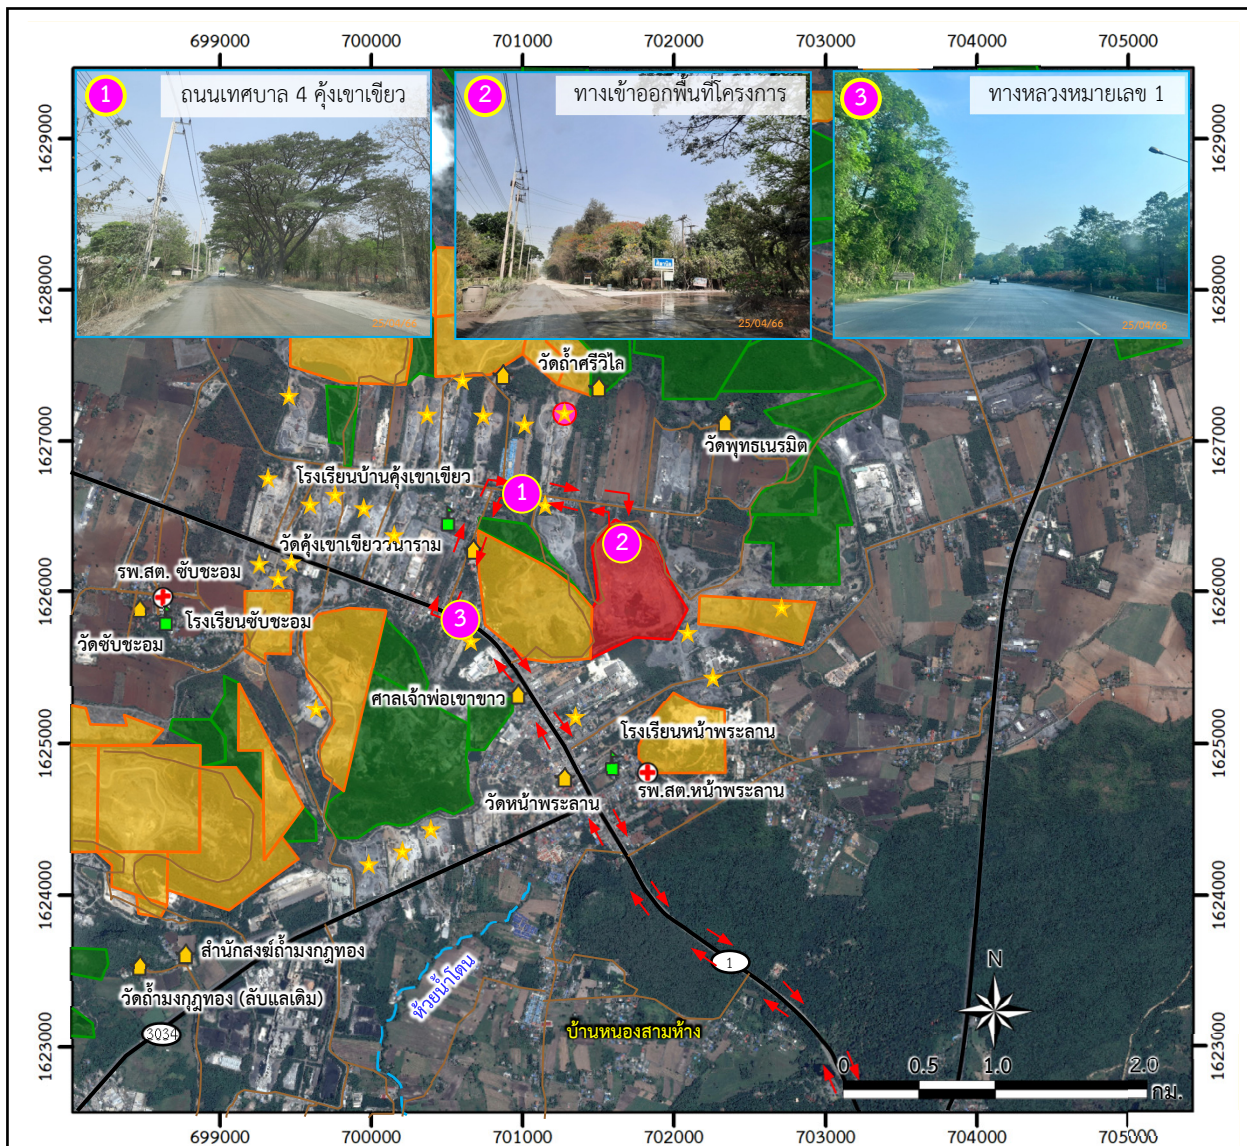 699000 700000 701000 702000 703000 704000 705000
1 ถนนเทศบาล 4 คุ้งเขาเขียว
2 ทางเข้าออกพื้นที่โครงการ
3 ทางหลวงหมายเลข 1
25/04/66
25/04/66
25/04/66
1629000
1628000
1627000
1626000
1625000
1624000
1623000
1629000
1628000
1627000
1626000
1625000
1624000
1623000
วัดถ้ำศรีวิไล
วัดพุทธเนรมิต
โรงเรียนบ้านคุ้งเขาเขียว
1
2
วัดคุ้งเขาเขียววนาราม
รพ.สต. ซับชะอม
3
โรงเรียนซับชะอม
วัดซับชะอม
ศาลเจ้าพ่อเขาขาว
โรงเรียนหน้าพระลาน
รพ.สต.หน้าพระลาน
วัดหน้าพระลาน
สำนักสงฆ์ถ้ำมงกุฎทอง
วัดถ้ำมงกุฎทอง (ลับแลเดิม)
ห้วยน้ำโตน
1
N
3034
บ้านหนองสามห้าง
0 0.5 1.0 2.0
กม.
699000 700000 701000 702000 703000 704000 705000